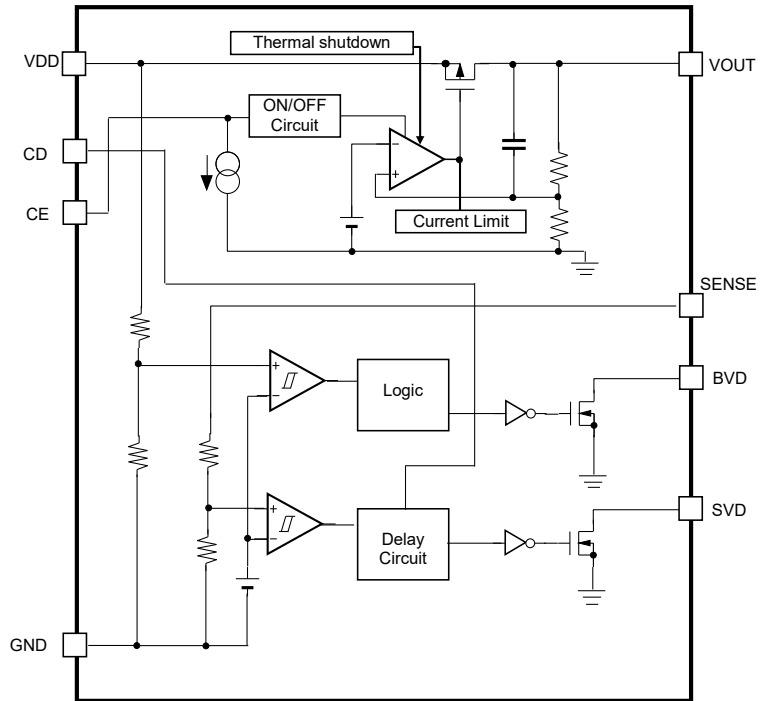 Thermal shutdown
VDD
VOUT
ON/OFF
Circuit
CD
−
+
CE
Current Limit
SENSE
+
−
Logic
BVD
+
−
Delay
Circuit
SVD
GND